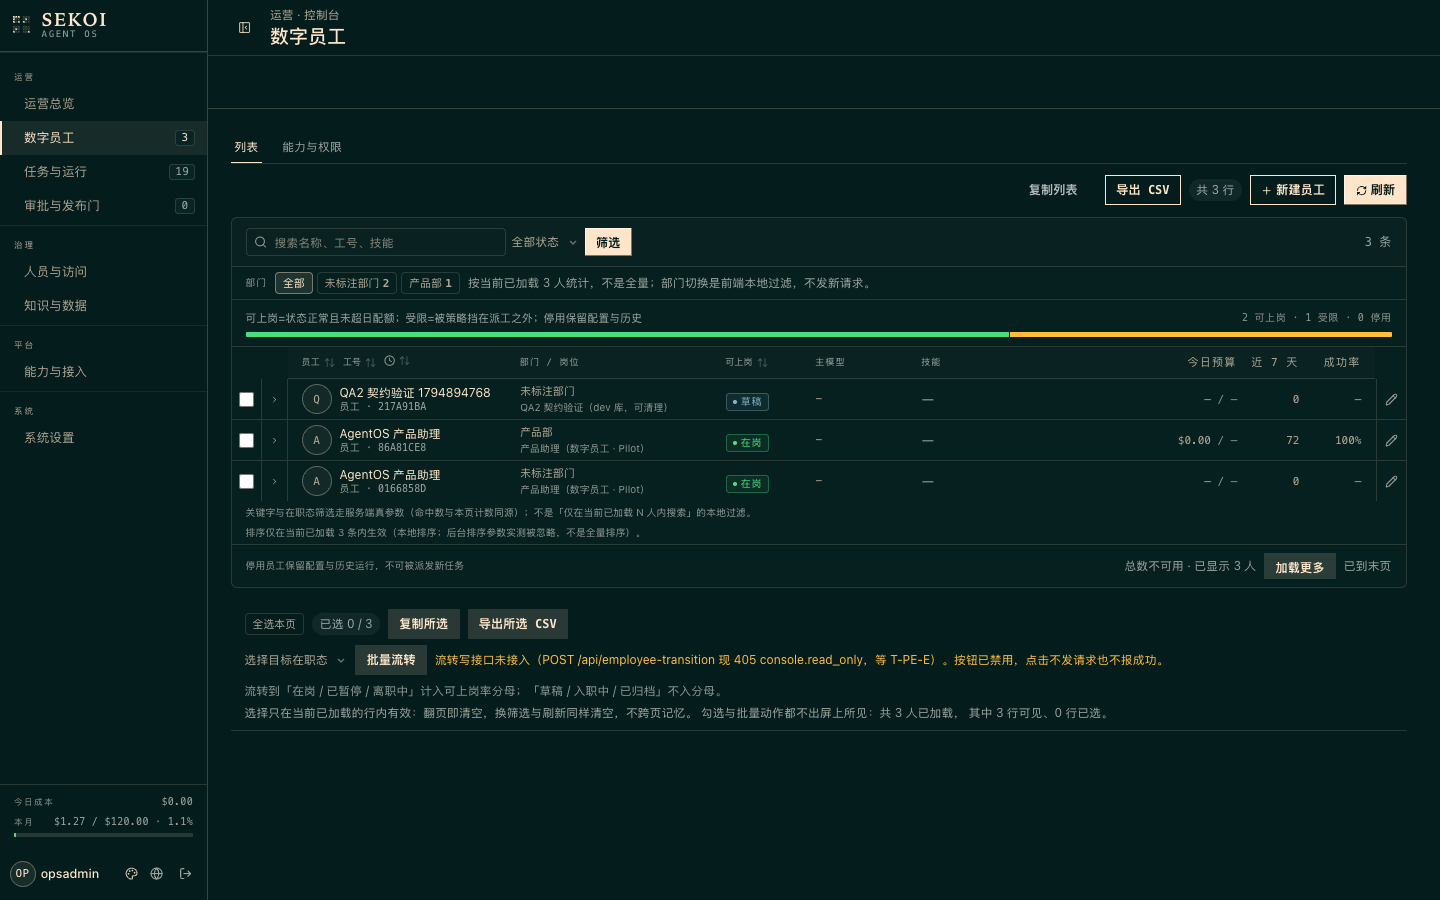 SEKOI
AGENT OS
运营
运营总览
数字员工 3
任务与运行 19
审批与发布门 0
治理
人员与访问
知识与数据
平台
能力与接入
系统
系统设置
今日成本 $0.00
本月 $1.27 / $120.00 · 1.1%
OP opsadmin
运营 · 控制台
数字员工
列表 能力与权限
复制列表 导出 CSV 共 3 行 + 新建员工 刷新
搜索名称、工号、技能 全部状态 筛选 3 条
部门 全部 未标注部门 2 产品部 1 按当前已加载 3 人统计，不是全量；部门切换是前端本地过滤，不发新请求。
可上岗=状态正常且未超日配额；受限=被策略挡在派工之外；停用保留配置与历史 2 可上岗 · 1 受限 · 0 停用
员工 工号 部门 / 岗位 可上岗 主模型 技能 今日预算 近 7 天 成功率
Q QA2 契约验证 1794894768 未标注部门 草稿 — — — / — 0 —
员工 · 217A91BA QA2 契约验证（dev 库，可清理）
A AgentOS 产品助理 产品部 在岗 — — $0.00 / — 72 100%
员工 · 86A81CE8 产品助理（数字员工 · Pilot）
A AgentOS 产品助理 未标注部门 在岗 — — — / — 0 —
员工 · 0166858D 产品助理（数字员工 · Pilot）
关键字与在职态筛选走服务端真参数（命中数与本页计数同源）；不是「仅在当前已加载 N 人内搜索」的本地过滤。
排序仅在当前已加载 3 条内生效（本地排序；后台排序参数实测被忽略，不是全量排序）。
停用员工保留配置与历史运行，不可被派发新任务 总数不可用 · 已显示 3 人 加载更多 已到末页
全选本页 已选 0 / 3 复制所选 导出所选 CSV
选择目标在职态 批量流转 流转写接口未接入（POST /api/employee-transition 现 405 console.read_only，等 T-PE-E）。按钮已禁用，点击不发请求也不报成功。
流转到「在岗 / 已暂停 / 离职中」计入可上岗率分母；「草稿 / 入职中 / 已归档」不入分母。
选择只在当前已加载的行内有效：翻页即清空，换筛选与刷新同样清空，不跨页记忆。 勾选与批量动作都不出屏上所见：共 3 人已加载， 其中 3 行可见、0 行已选。